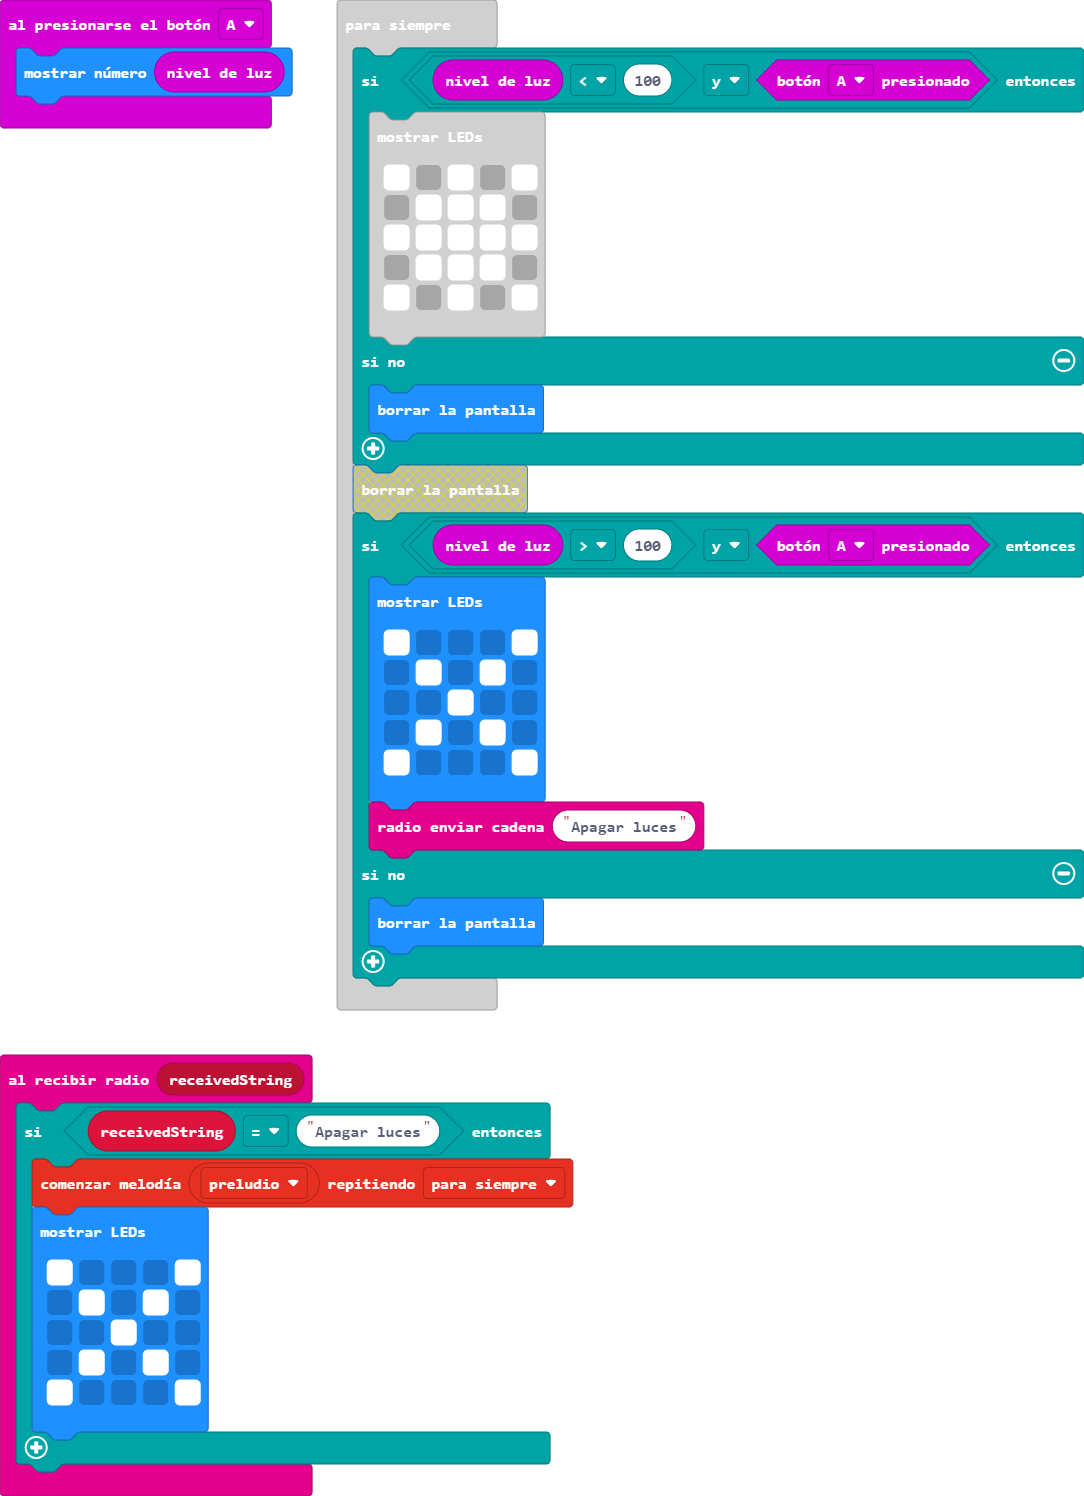 al presionarse el botón A
mostrar número nivel de luz
para siempre
si nivel de luz < 100 y botón A presionado entonces
mostrar LEDs
si no
borrar la pantalla
borrar la pantalla
si nivel de luz > 100 y botón A presionado entonces
mostrar LEDs
radio enviar cadena "Apagar luces"
si no
borrar la pantalla
al recibir radio receivedString
si receivedString = "Apagar luces" entonces
comenzar melodía preludio repitiendo para siempre
mostrar LEDs